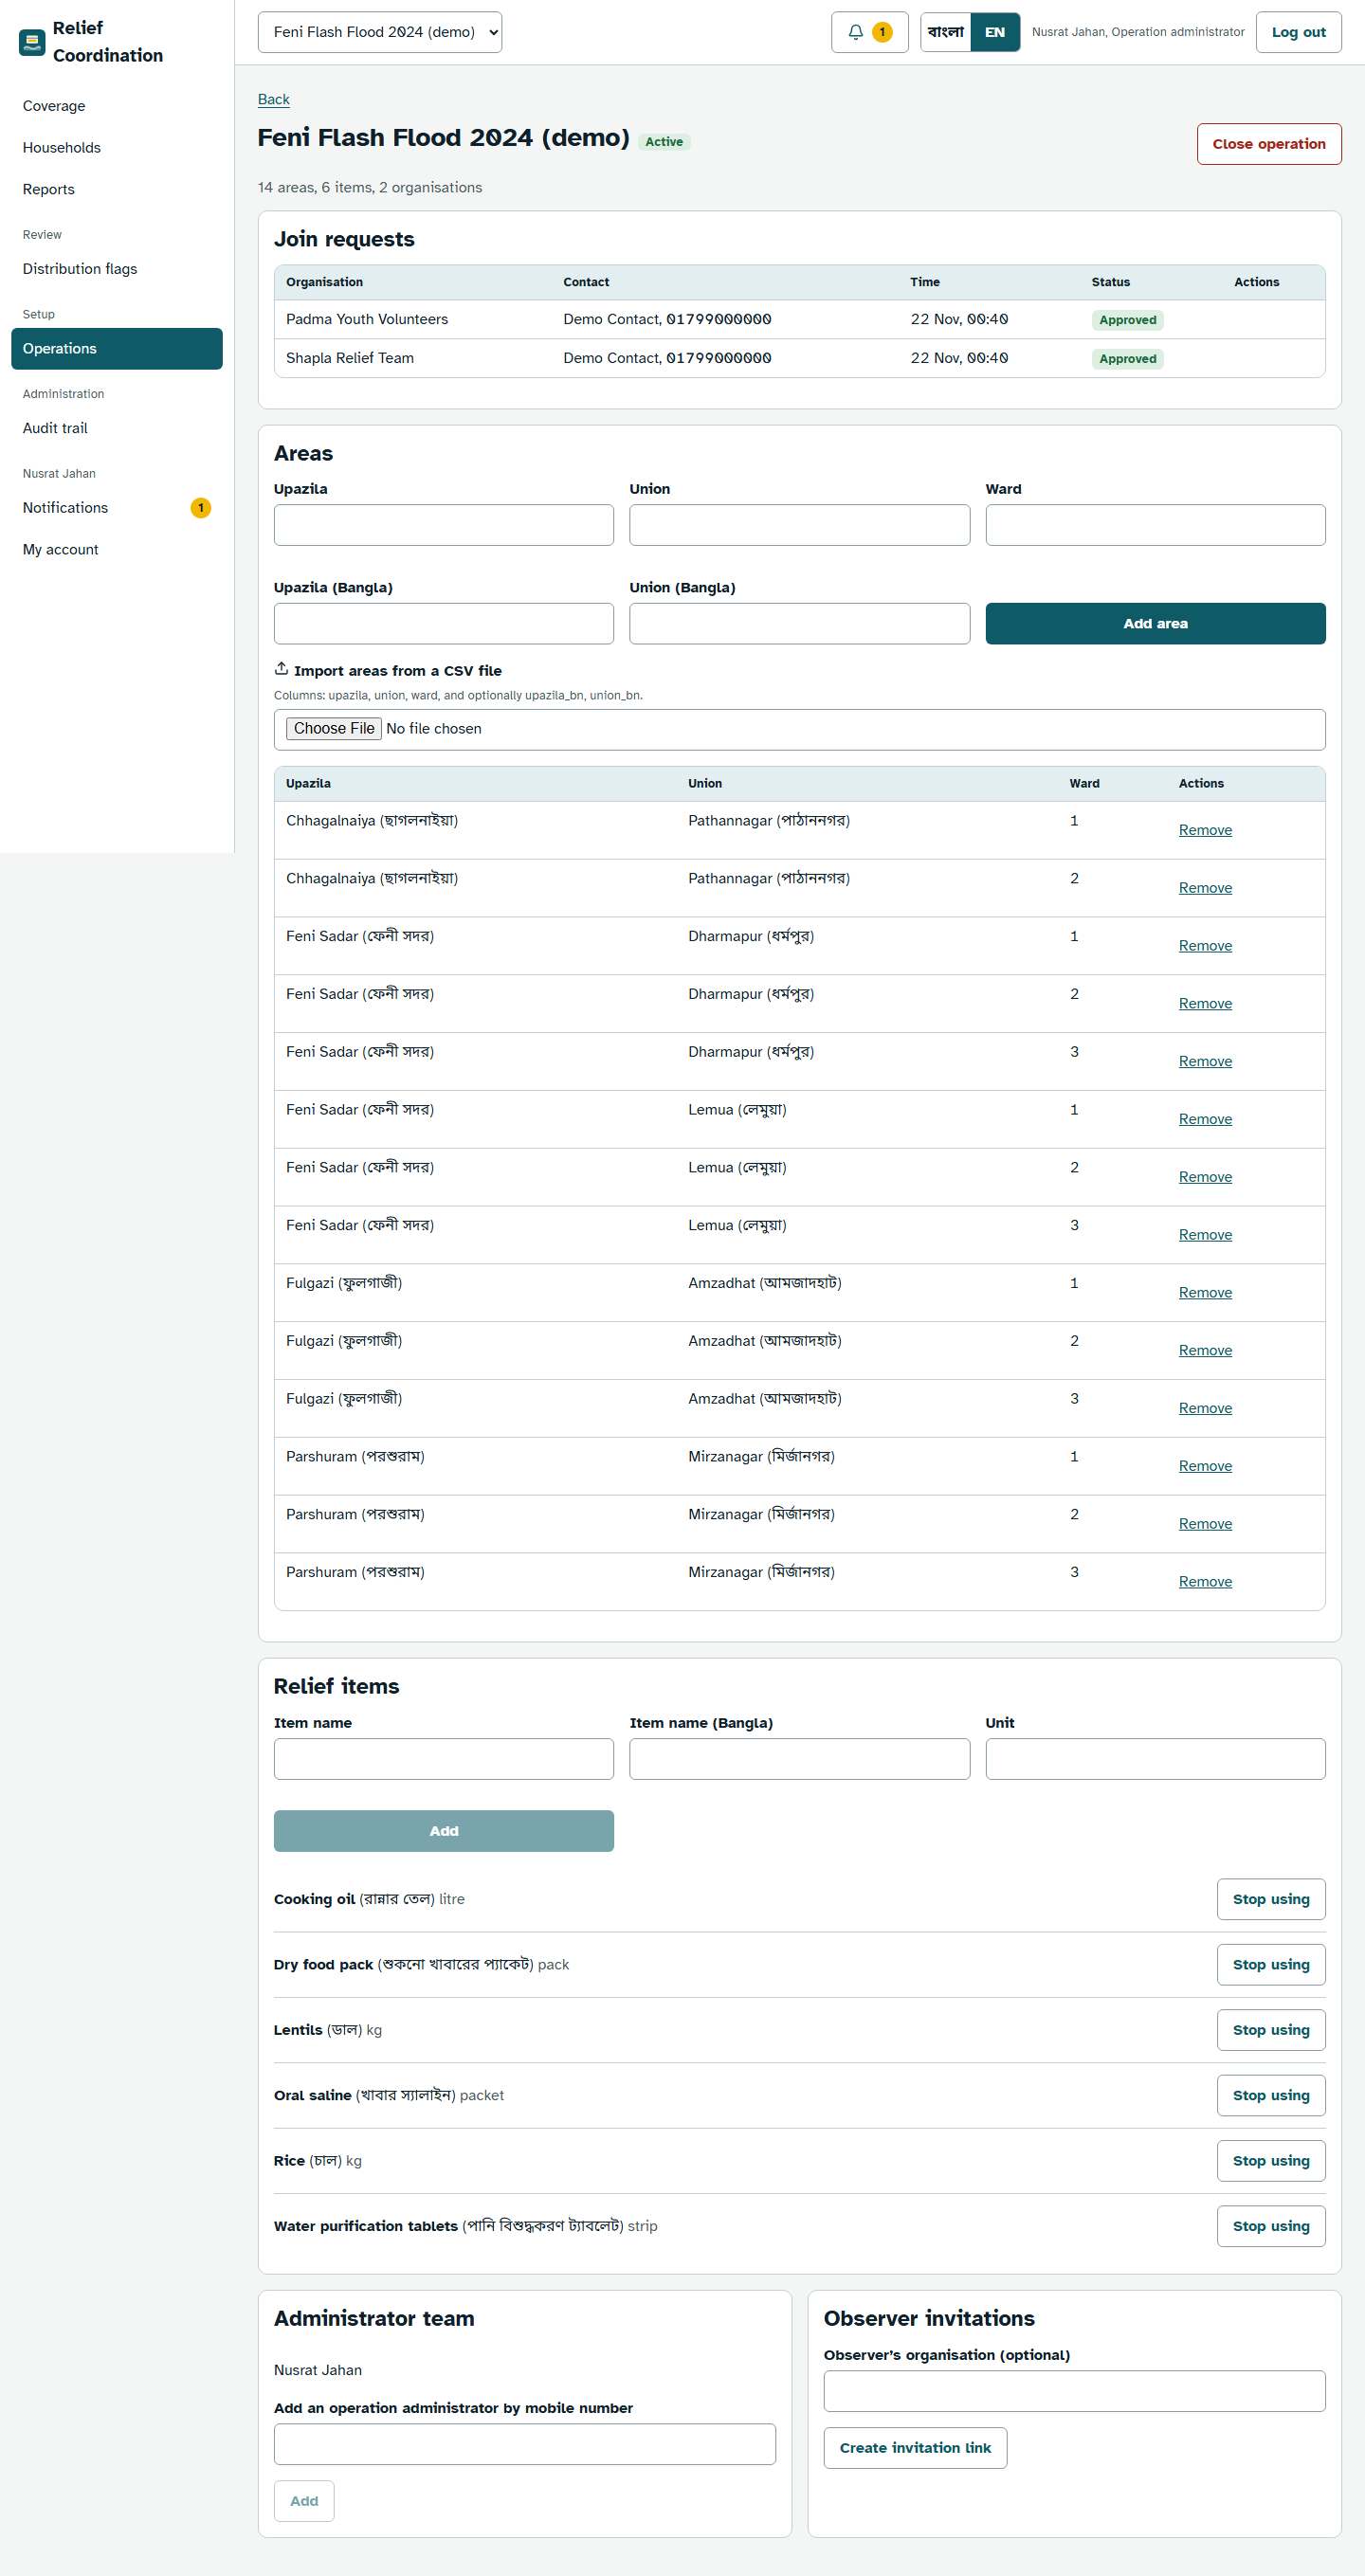 Relief
Coordination
Feni Flash Flood 2024 (demo)
1
বাংলা EN
Nusrat Jahan, Operation administrator
Log out
Coverage
Households
Reports
Review
Distribution flags
Setup
Operations
Administration
Audit trail
Nusrat Jahan
Notifications 1
My account
Back
Feni Flash Flood 2024 (demo) Active
Close operation
14 areas, 6 items, 2 organisations
Join requests
Organisation Contact Time Status Actions
Padma Youth Volunteers Demo Contact, 01799000000 22 Nov, 00:40 Approved
Shapla Relief Team Demo Contact, 01799000000 22 Nov, 00:40 Approved
Areas
Upazila Union Ward
Upazila (Bangla) Union (Bangla)
Add area
Import areas from a CSV file
Columns: upazila, union, ward, and optionally upazila_bn, union_bn.
Choose File No file chosen
Upazila Union Ward Actions
Chhagalnaiya (ছাগলনাইয়া) Pathannagar (পাঠাননগর) 1 Remove
Chhagalnaiya (ছাগলনাইয়া) Pathannagar (পাঠাননগর) 2 Remove
Feni Sadar (ফেনী সদর) Dharmapur (ধর্মপুর) 1 Remove
Feni Sadar (ফেনী সদর) Dharmapur (ধর্মপুর) 2 Remove
Feni Sadar (ফেনী সদর) Dharmapur (ধর্মপুর) 3 Remove
Feni Sadar (ফেনী সদর) Lemua (লেমুয়া) 1 Remove
Feni Sadar (ফেনী সদর) Lemua (লেমুয়া) 2 Remove
Feni Sadar (ফেনী সদর) Lemua (লেমুয়া) 3 Remove
Fulgazi (ফুলগাজী) Amzadhat (আমজাদহাট) 1 Remove
Fulgazi (ফুলগাজী) Amzadhat (আমজাদহাট) 2 Remove
Fulgazi (ফুলগাজী) Amzadhat (আমজাদহাট) 3 Remove
Parshuram (পরশুরাম) Mirzanagar (মির্জানগর) 1 Remove
Parshuram (পরশুরাম) Mirzanagar (মির্জানগর) 2 Remove
Parshuram (পরশুরাম) Mirzanagar (মির্জানগর) 3 Remove
Relief items
Item name Item name (Bangla) Unit
Add
Cooking oil (রান্নার তেল) litre Stop using
Dry food pack (শুকনো খাবারের প্যাকেট) pack Stop using
Lentils (ডাল) kg Stop using
Oral saline (খাবার স্যালাইন) packet Stop using
Rice (চাল) kg Stop using
Water purification tablets (পানি বিশুদ্ধকরণ ট্যাবলেট) strip Stop using
Administrator team
Nusrat Jahan
Add an operation administrator by mobile number
Add
Observer invitations
Observer’s organisation (optional)
Create invitation link